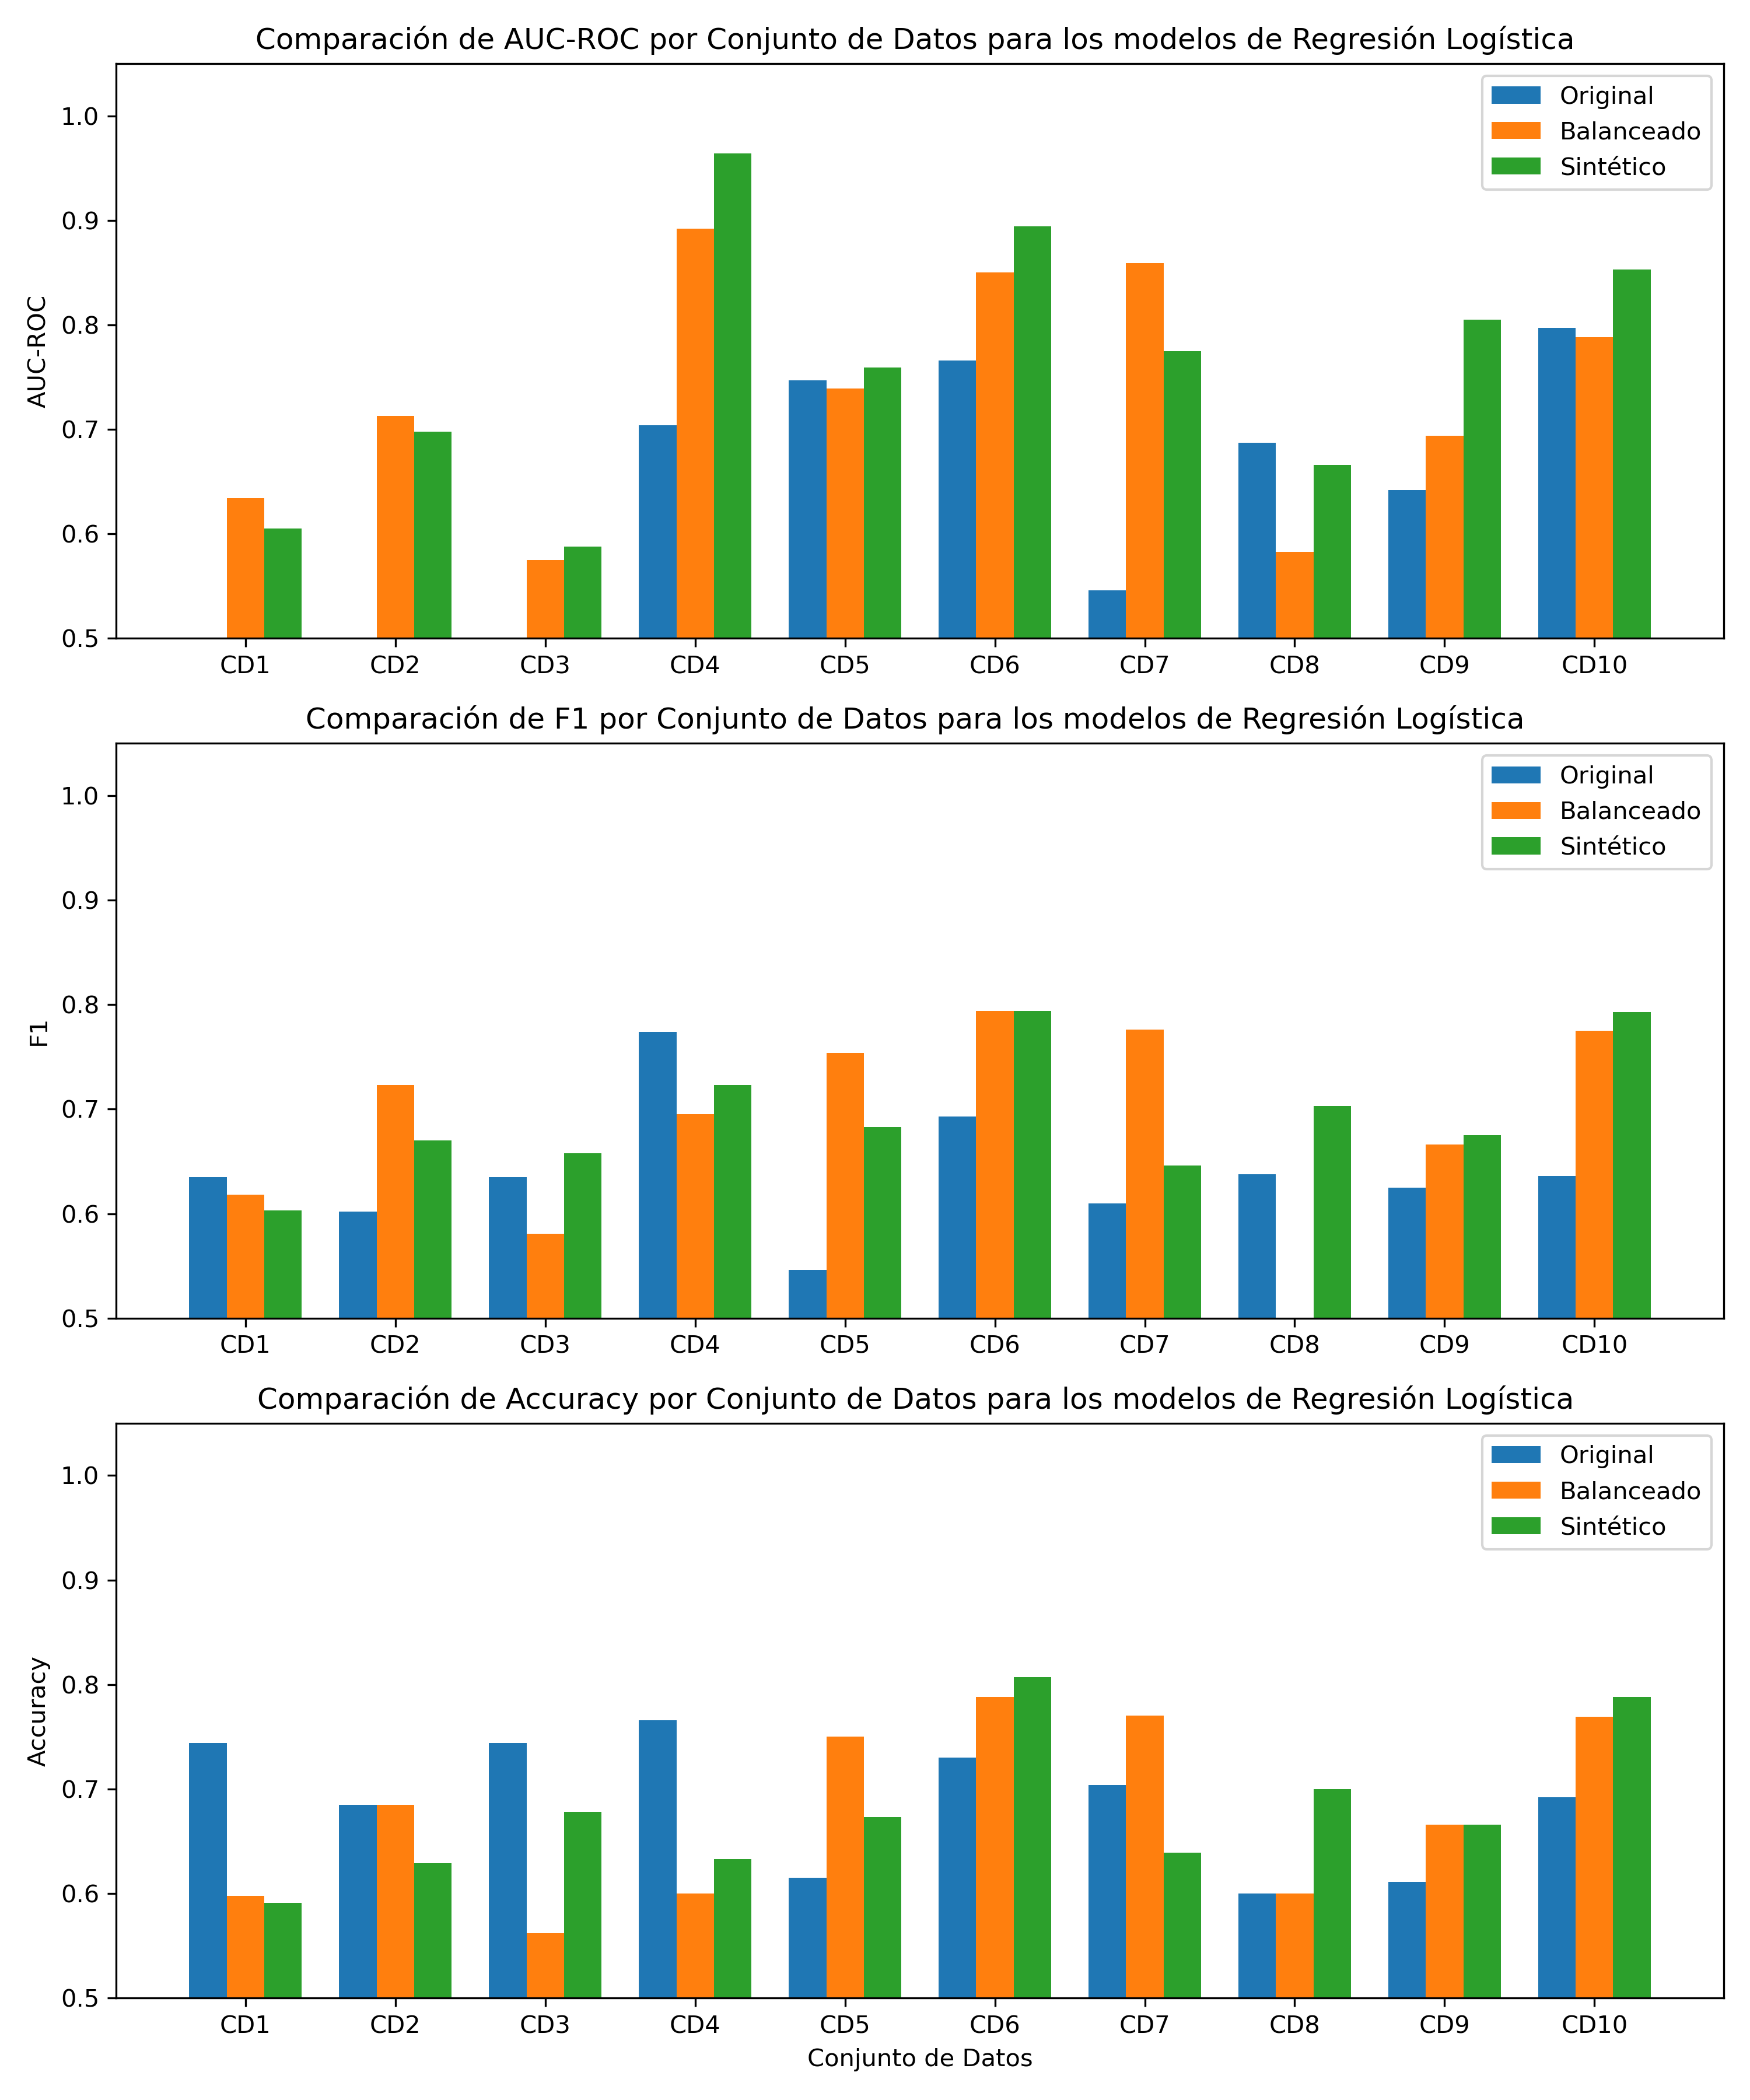 Comparación de AUC-ROC por Conjunto de Datos para los modelos de Regresión Logística
Original
Balanceado
Sintético
AUC-ROC
1.0
0.9
0.8
0.7
0.6
0.5
CD1 CD2 CD3 CD4 CD5 CD6 CD7 CD8 CD9 CD10
Comparación de F1 por Conjunto de Datos para los modelos de Regresión Logística
Original
Balanceado
Sintético
F1
1.0
0.9
0.8
0.7
0.6
0.5
CD1 CD2 CD3 CD4 CD5 CD6 CD7 CD8 CD9 CD10
Comparación de Accuracy por Conjunto de Datos para los modelos de Regresión Logística
Original
Balanceado
Sintético
Accuracy
1.0
0.9
0.8
0.7
0.6
0.5
CD1 CD2 CD3 CD4 CD5 CD6 CD7 CD8 CD9 CD10
Conjunto de Datos